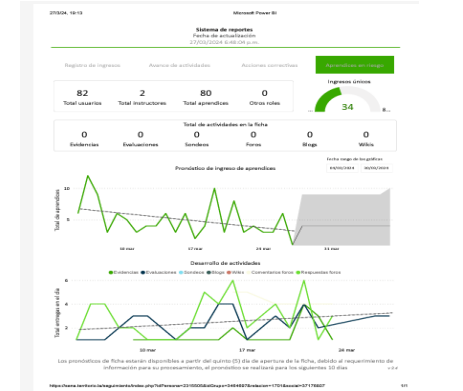 27/3/24, 18:13 Microsoft Power BI
Sistema de reportes
Fecha de actualización
27/03/2024 6:48:04 p.m.
Registro de ingresos Avance de actividades Acciones correctivas Aprendices en riesgo
82 2 80 0
Total usuarios Total instructores Total aprendices Otros roles
Ingresos únicos
34
Total de actividades en la ficha
0 0 0 0 0 0
Evidencias Evaluaciones Sondeos Foros Blogs Wikis
Fecha rango de los gráficos
Pronóstico de ingreso de aprendices
Total de aprendices
10
5
10 mar 17 mar 24 mar 31 mar
Desarrollo de actividades
Evidencias Evaluaciones Sondeos Blogs Wikis Comentarios foros Respuestas foros
Total entregas en el día
6
4
2
10 mar 17 mar 24 mar
Los pronósticos de ficha estarán disponibles a partir del quinto (5) día de apertura de la ficha, debido al requerimiento de
información para su procesamiento, el pronóstico se realizará para los siguientes 10 días
1/1